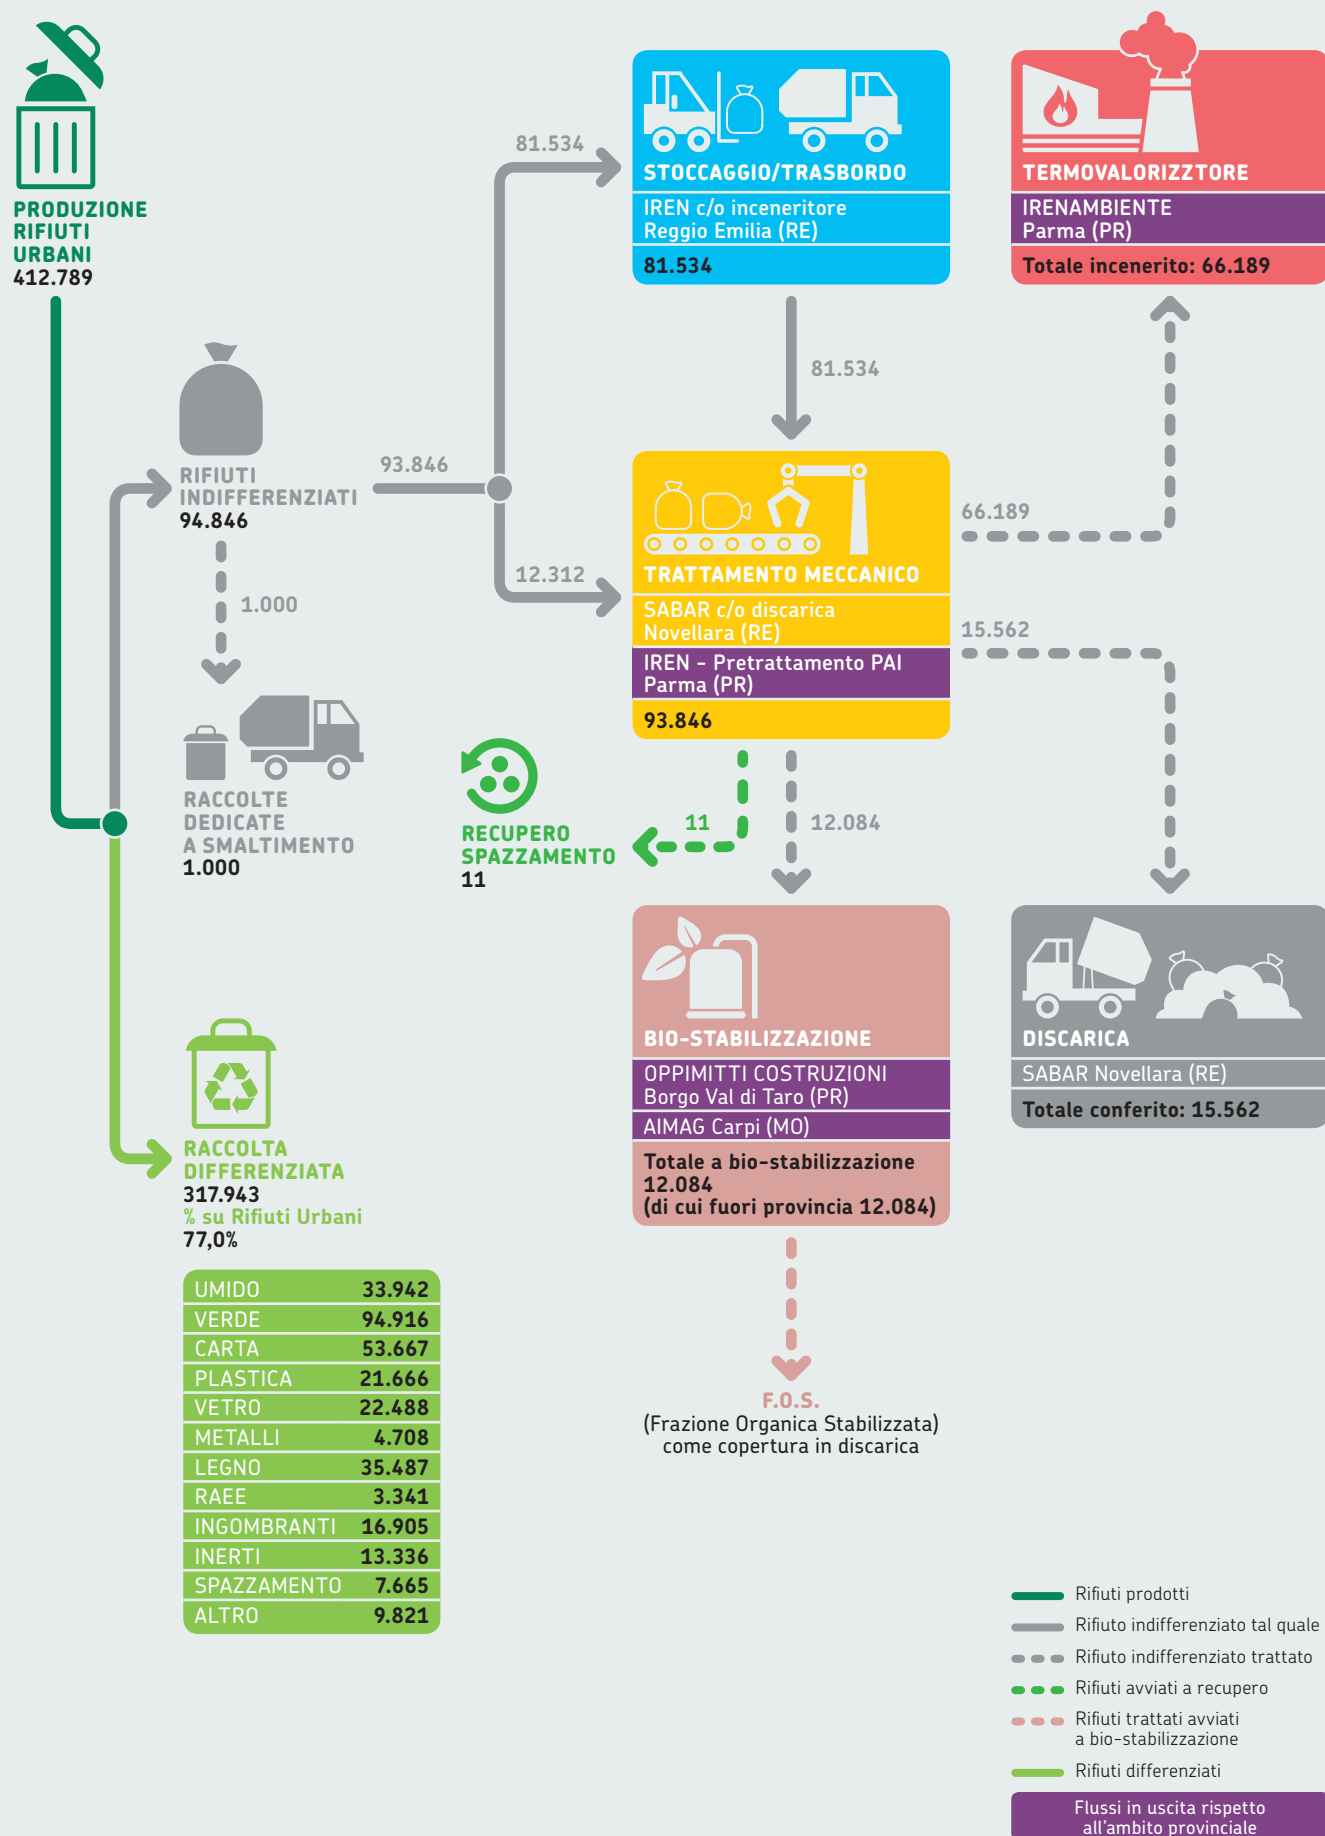 PRODUZIONE
RIFIUTI
URBANI
412.789
RIFIUTI
INDIFFERENZIATI
94.846
93.846
1.000
RACCOLTE
DEDICATE
A SMALTIMENTO
1.000
81.534
12.312
STOCCAGGIO/TRASBORDO
IREN c/o inceneritore
Reggio Emilia (RE)
81.534
81.534
TRATTAMENTO MECCANICO
SABAR c/o discarica
Novellara (RE)
IREN - Pretrattamento PAI
Parma (PR)
93.846
66.189
15.562
TERMOVALORIZZTORE
IRENAMBIENTE
Parma (PR)
Totale incenerito: 66.189
11
12.084
RECUPERO
SPAZZAMENTO
11
BIO-STABILIZZAZIONE
OPPIMITTI COSTRUZIONI
Borgo Val di Taro (PR)
AIMAG Carpi (MO)
Totale a bio-stabilizzazione
12.084
(di cui fuori provincia 12.084)
F.O.S.
(Frazione Organica Stabilizzata)
come copertura in discarica
DISCARICA
SABAR Novellara (RE)
Totale conferito: 15.562
RACCOLTA
DIFFERENZIATA
317.943
% su Rifiuti Urbani
77,0%
UMIDO 33.942
VERDE 94.916
CARTA 53.667
PLASTICA 21.666
VETRO 22.488
METALLI 4.708
LEGNO 35.487
RAEE 3.341
INGOMBRANTI 16.905
INERTI 13.336
SPAZZAMENTO 7.665
ALTRO 9.821
Rifiuti prodotti
Rifiuto indifferenziato tal quale
Rifiuto indifferenziato trattato
Rifiuti avviati a recupero
Rifiuti trattati avviati
a bio-stabilizzazione
Rifiuti differenziati
Flussi in uscita rispetto
all'ambito provinciale